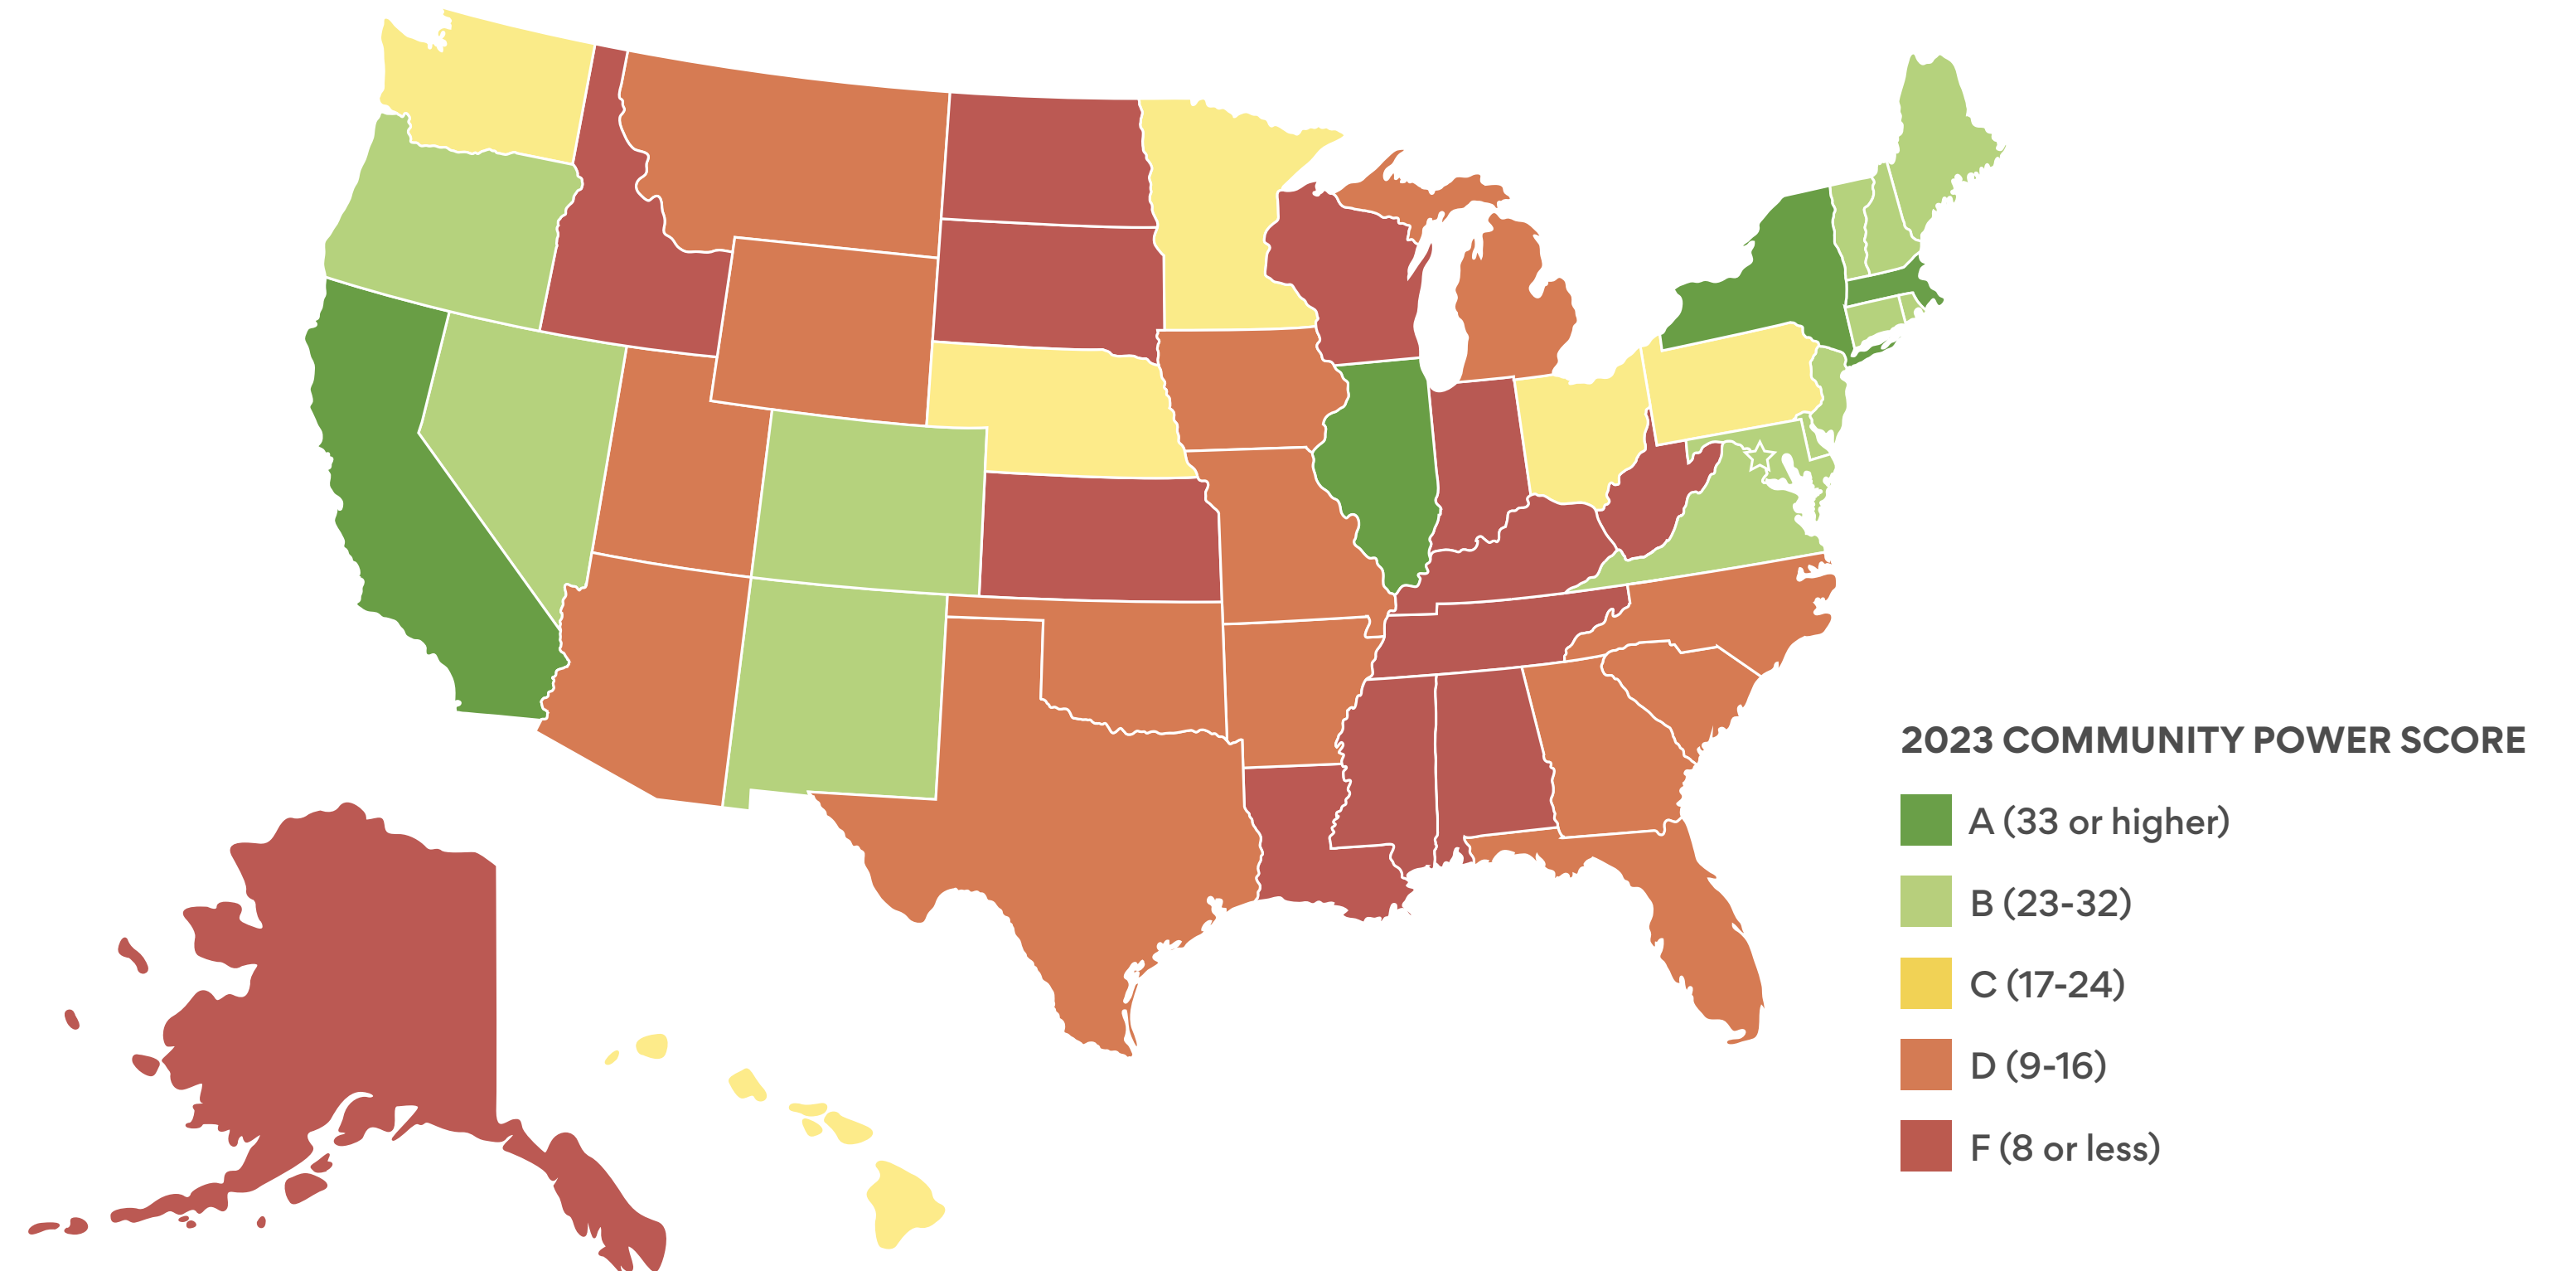 2023 COMMUNITY POWER SCORE
A (33 or higher)
B (23-32)
C (17-24)
D (9-16)
F (8 or less)